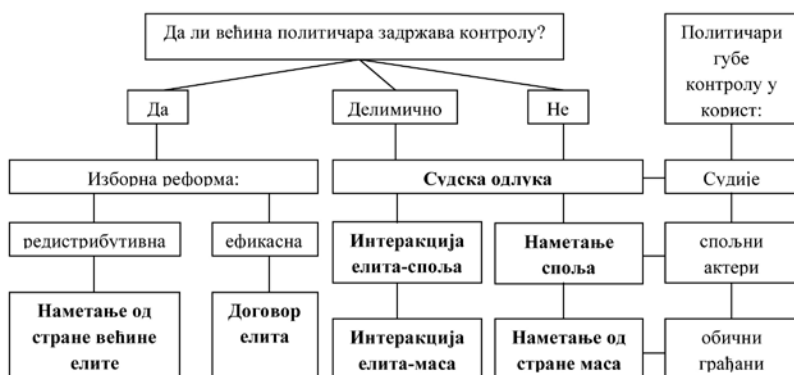 Да ли већина политичара задржава контролу?
Политичари
губе
контролу у
корист:
Да
Делимично
Не
Изборна реформа:
Судска одлука
Судије
редистрибутивна
ефикасна
Интеракција
елита-споља
Наметање
споља
спољни
актери
Наметање од
стране већине
елите
Договор
елита
Интеракција
елита-маса
Наметање од
стране маса
обични
грађани